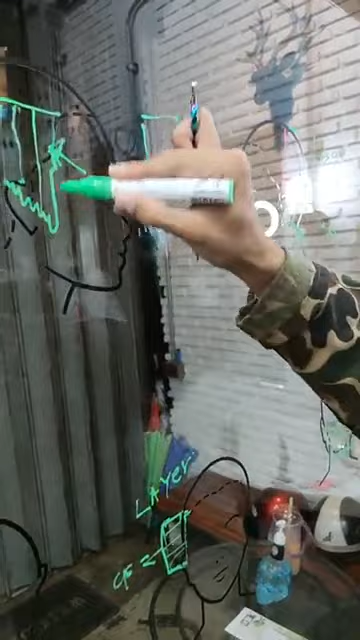 LAYER
CF =